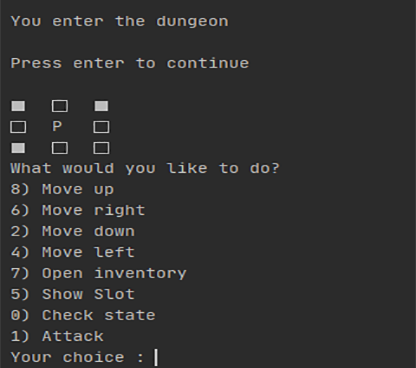 You enter the dungeon
Press enter to continue
■ □ ■
□ P □
■ □ □
What would you like to do?
8) Move up
6) Move right
2) Move down
4) Move left
7) Open inventory
5) Show Slot
0) Check state
1) Attack
Your choice :